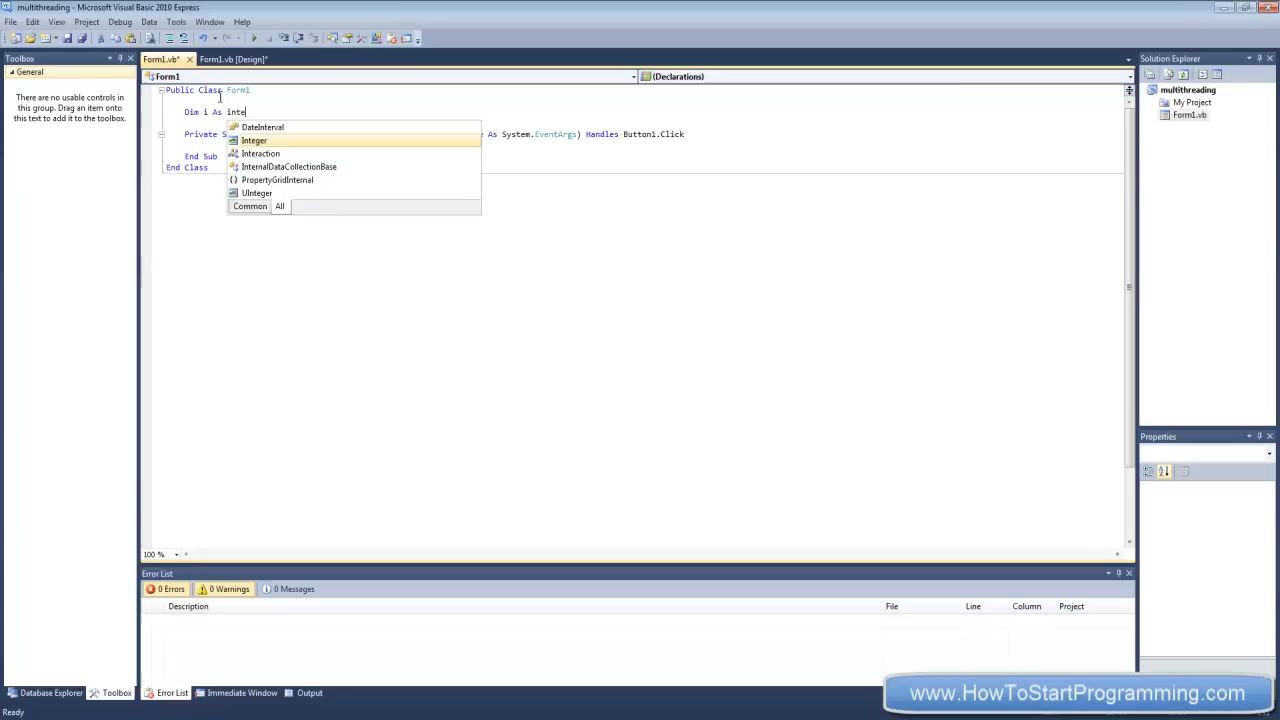 multithreading - Microsoft Visual Basic 2010 Express
File Edit View Project Debug Data Tools Window Help
Toolbox
Form1.vb* Form1.vb [Design]*
Solution Explorer
General
Form1 (Declarations)
There are no usable controls in
this group. Drag an item onto
this text to add it to the toolbox.
multithreading
My Project
Form1.vb
Public Class Form1
Dim i As inte
DateInterval
Integer
Interaction
InternalDataCollectionBase
PropertyGridInternal
UInteger
Common All
Private S As System.EventArgs) Handles Button1.Click
End Sub
End Class
Properties
100 %
Error List
0 Errors 0 Warnings 0 Messages
Description File Line Column Project
Database Explorer Toolbox Error List Immediate Window Output
www.HowToStartProgramming.com
Ready